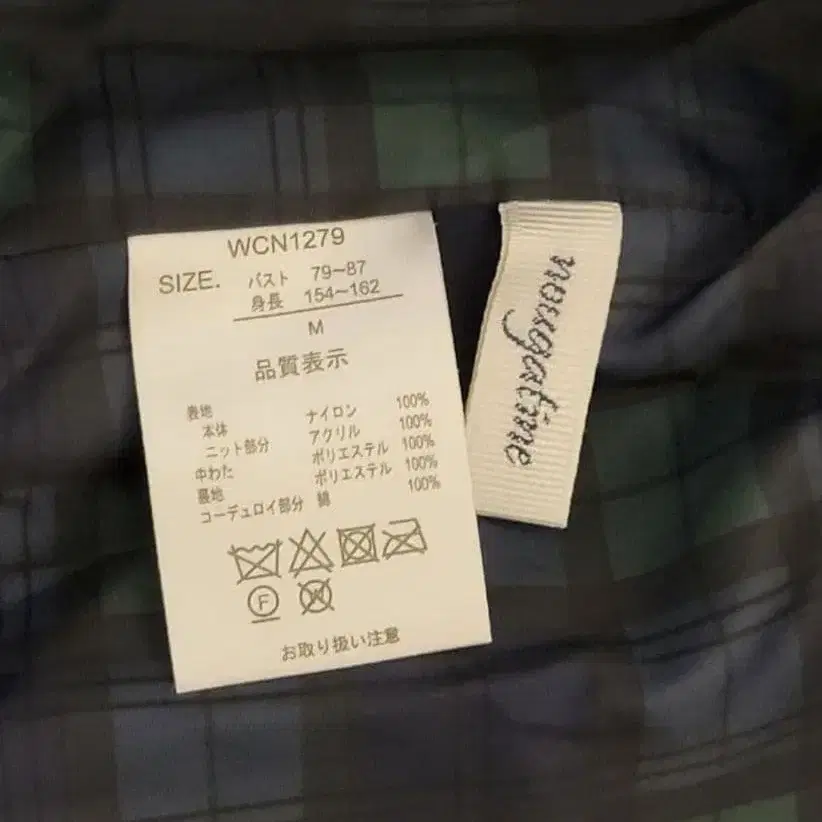 WCN1279
SIZE. バスト 79~87
身長 154~162
M
品質表示
表地
本体 ナイロン 100%
ニット部分 アクリル 100%
中わた ポリエステル 100%
裏地 ポリエステル 100%
コーデュロイ部分 綿 100%
F W
お取り扱い注意
nougatine